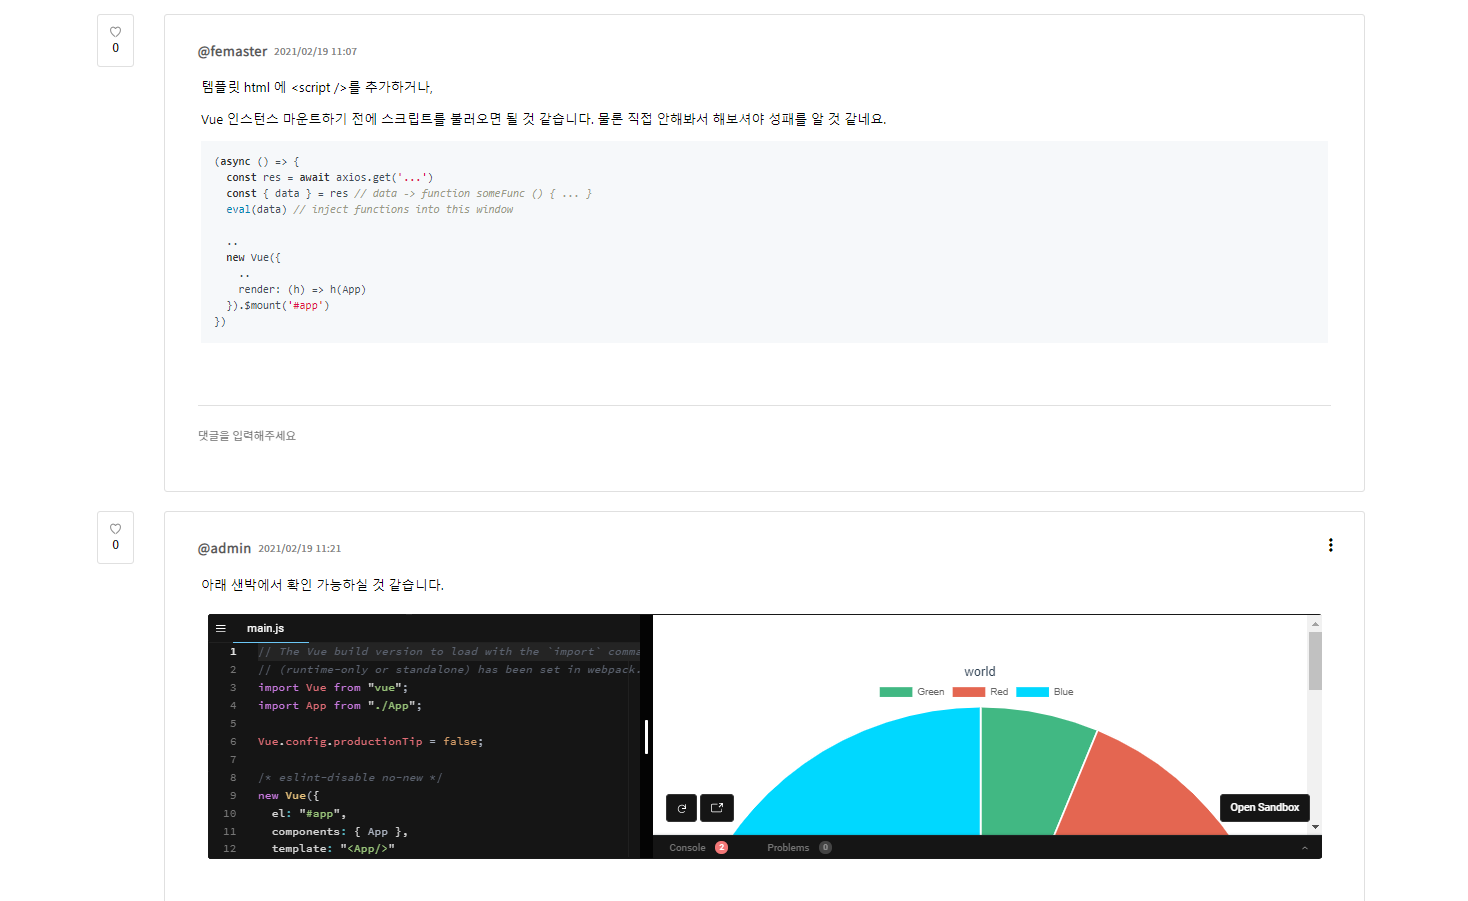 0
@femaster 2021/02/19 11:07
템플릿 html 에 <script />를 추가하거나,
Vue 인스턴스 마운트하기 전에 스크립트를 불러오면 될 것 같습니다. 물론 직접 안해봐서 해보셔야 성패를 알 것 같네요.
(async () => {
  const res = await axios.get('...')
  const { data } = res // data -> function someFunc () { ... }
  eval(data) // inject functions into this window
  ..
  new Vue({
    ..
    render: (h) => h(App)
  }).$mount('#app')
})
댓글을 입력해주세요
0
@admin 2021/02/19 11:21
아래 샌박에서 확인 가능하실 것 같습니다.
main.js
1 // The Vue build version to load with the `import` comma
2 // (runtime-only or standalone) has been set in webpack.
3 import Vue from "vue";
4 import App from "./App";
5
6 Vue.config.productionTip = false;
7
8 /* eslint-disable no-new */
9 new Vue({
10   el: "#app",
11   components: { App },
12   template: "<App/>"
world
Green Red Blue
Open Sandbox
Console 2 Problems 0